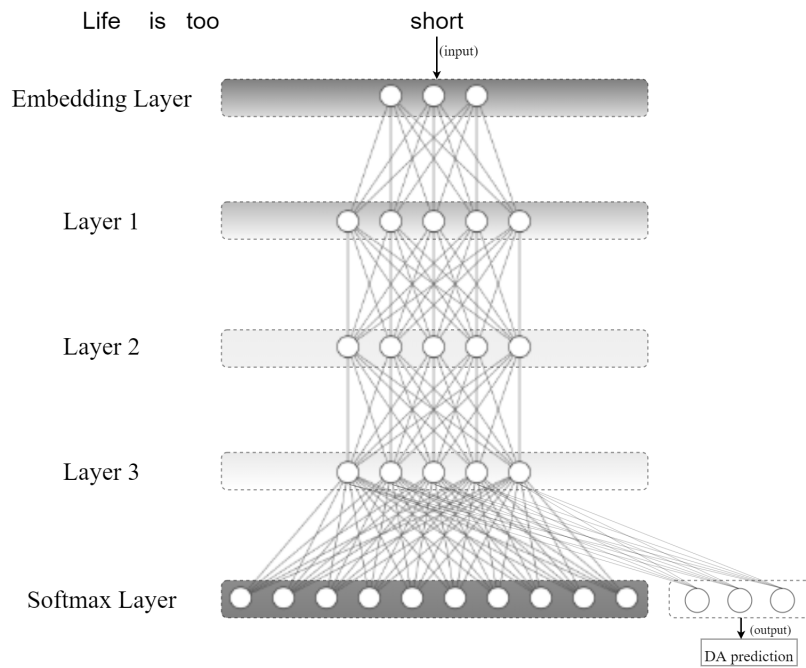 Life is too short
(input)
Embedding Layer
Layer 1
Layer 2
Layer 3
Softmax Layer
(output)
DA prediction